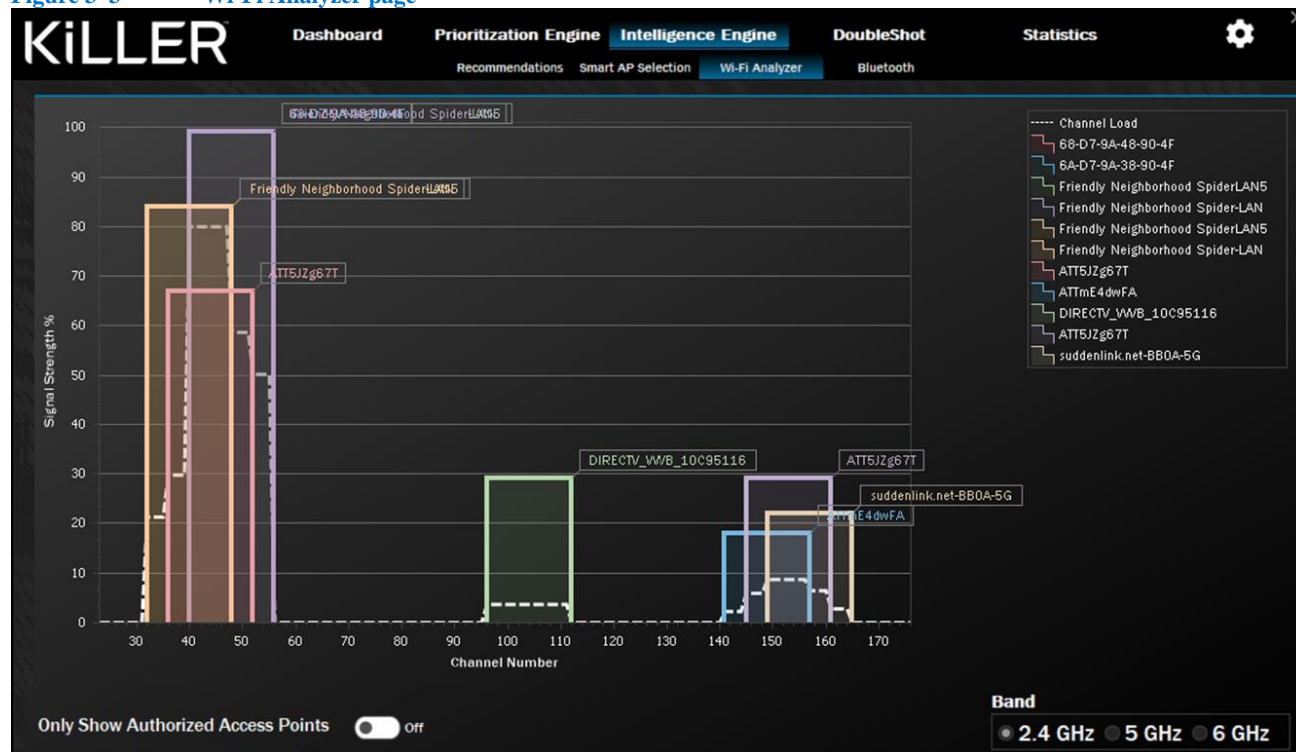 KiLLER
Dashboard Prioritization Engine Intelligence Engine DoubleShot Statistics
Recommendations Smart AP Selection Wi-Fi Analyzer Bluetooth
Friendly Neighborhood
ATT5JZg67T
DIRECTV_WVB_10C95116
ATT5JZg67T
suddenlink.net-BB0A-5G
ATTmE4dwFA
Signal Strength %
100
90
80
70
60
50
40
30
20
10
0
30 40 50 60 70 80 90 100 110 120 130 140 150 160 170
Channel Number
Channel Load
68-D7-9A-48-90-4F
6A-D7-9A-38-90-4F
Friendly Neighborhood SpiderLAN5
Friendly Neighborhood Spider-LAN
Friendly Neighborhood SpiderLAN5
Friendly Neighborhood Spider-LAN
ATT5JZg67T
ATTmE4dwFA
DIRECTV_WVB_10C95116
ATT5JZg67T
suddenlink.net-BB0A-5G
Only Show Authorized Access Points Off
Band
2.4 GHz 5 GHz 6 GHz